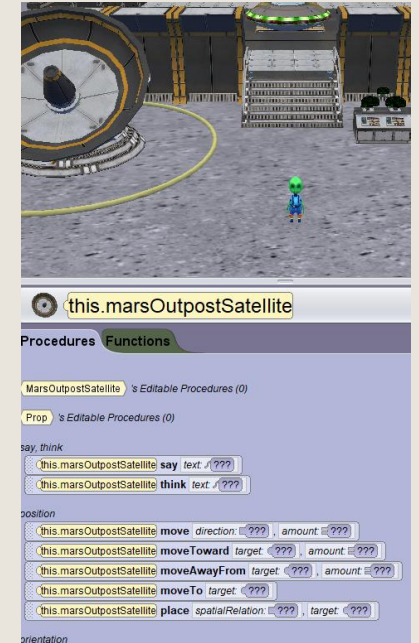 this.marsOutpostSatellite
Procedures Functions
MarsOutpostSatellite 's Editable Procedures (0)
Prop 's Editable Procedures (0)
say, think
this.marsOutpostSatellite say text: ???
this.marsOutpostSatellite think text: ???
position
this.marsOutpostSatellite move direction: ??? , amount: ???
this.marsOutpostSatellite moveToward target: ??? , amount: ???
this.marsOutpostSatellite moveAwayFrom target: ??? , amount: ???
this.marsOutpostSatellite moveTo target: ???
this.marsOutpostSatellite place spatialRelation: ??? , target: ???
orientation